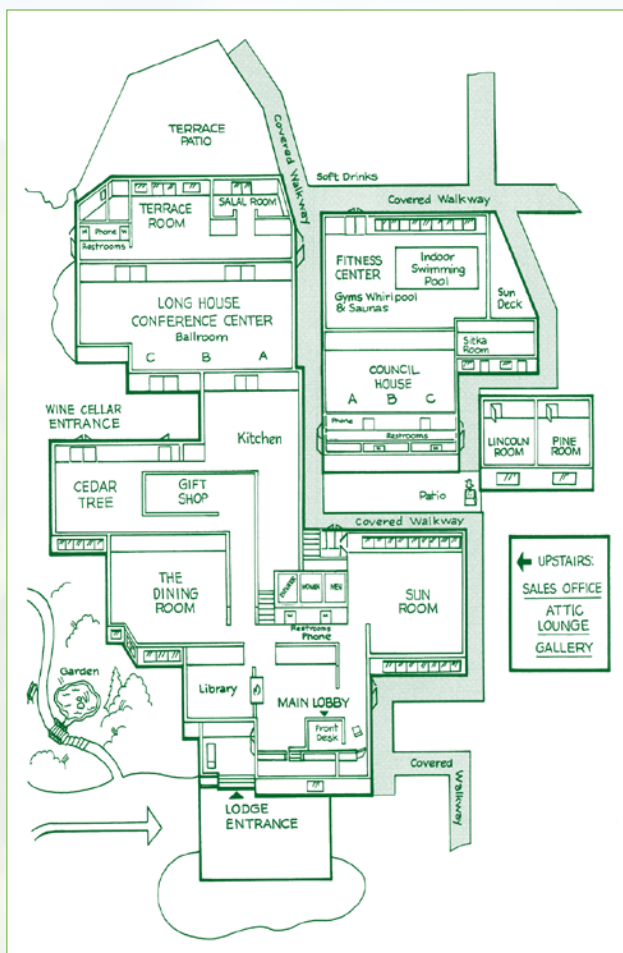 TERRACE
PATIO
Covered Walkway
Soft Drinks
Covered Walkway
TERRACE
ROOM
SALAL ROOM
Phone
Restrooms
FITNESS
CENTER
Gyms Whirlpool
& Saunas
Indoor
Swimming
Pool
Sun
Deck
LONG HOUSE
CONFERENCE CENTER
Ballroom
C B A
Sitka
Room
COUNCIL
HOUSE
A B C
Phone
Restrooms
WINE CELLAR
ENTRANCE
Kitchen
LINCOLN
ROOM
PINE
ROOM
CEDAR
TREE
GIFT
SHOP
Patio
Covered Walkway
THE
DINING
ROOM
WOMEN
MEN
SUN
ROOM
Restrooms
Phone
UPSTAIRS:
SALES OFFICE
ATTIC
LOUNGE
GALLERY
Garden
Library
MAIN LOBBY
Front
Desk
Covered
Walkway
LODGE
ENTRANCE